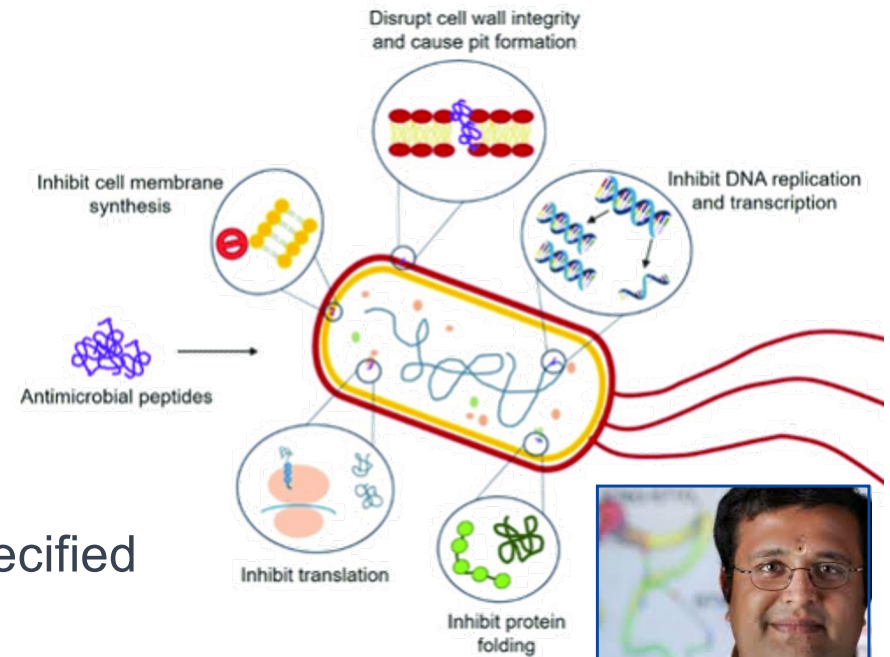 Disrupt cell wall integrity
and cause pit formation
Inhibit cell membrane
synthesis
Inhibit DNA replication
and transcription
Antimicrobial peptides
ecified
Inhibit translation
Inhibit protein
folding